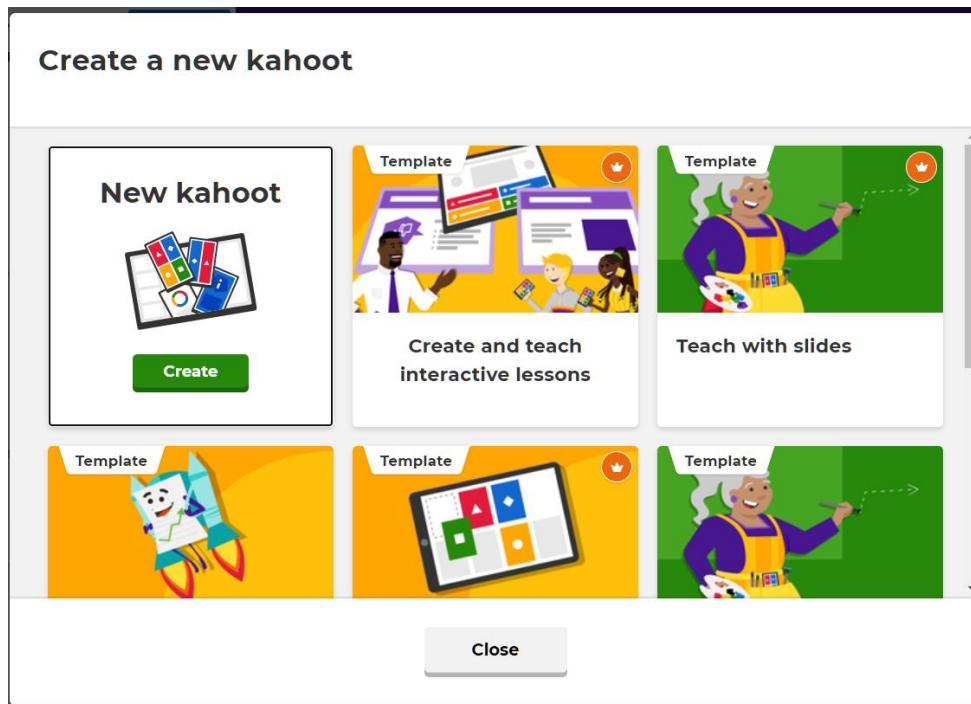 Create a new kahoot
New kahoot
Create
Template
Create and teach
interactive lessons
Template
Teach with slides
Template
Template
Template
Close